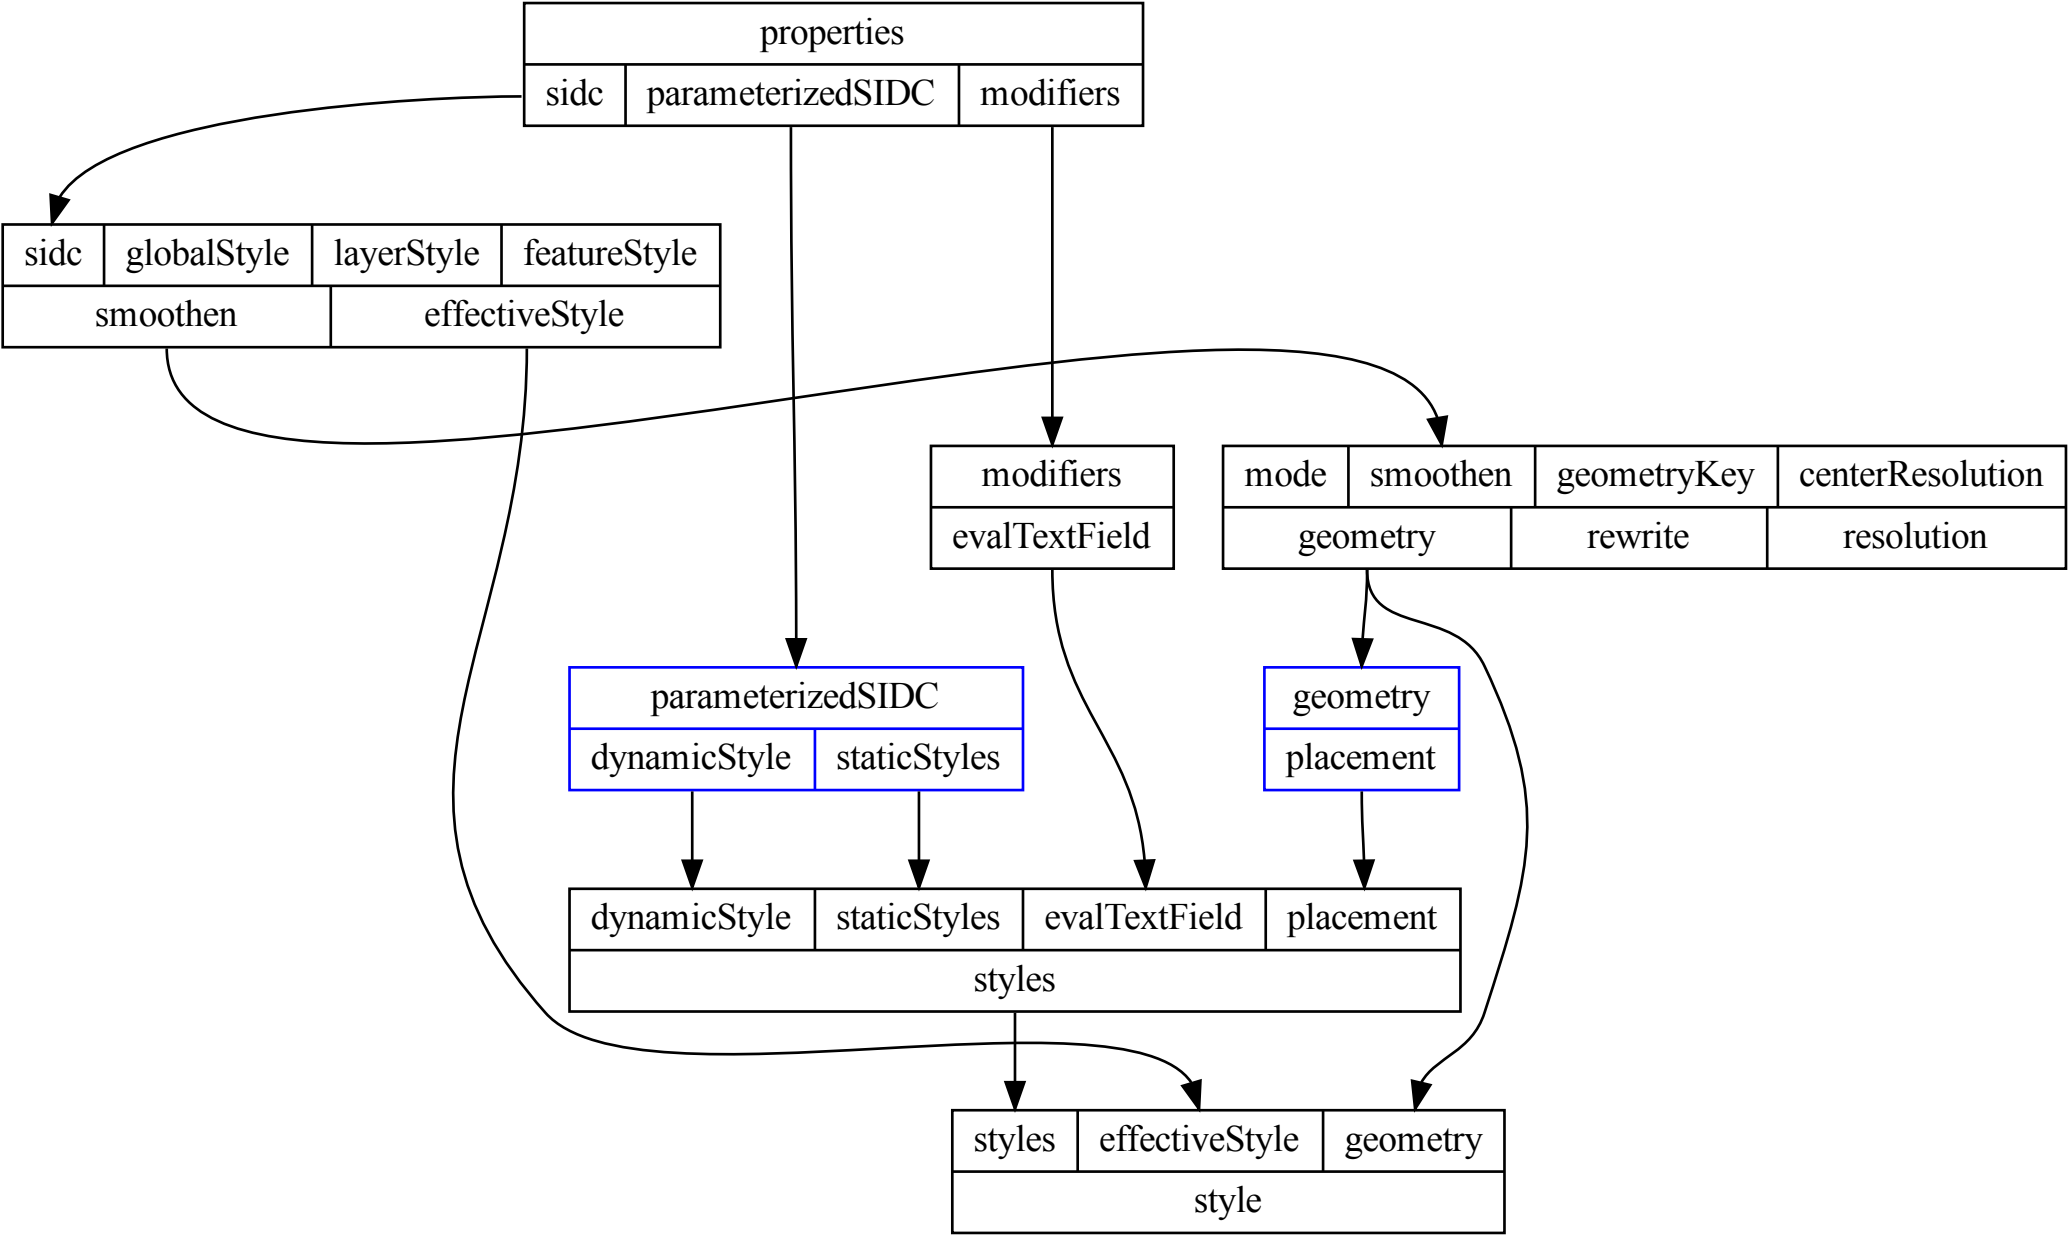 properties
sidc parameterizedSIDC modifiers
sidc globalStyle layerStyle featureStyle
smoothen effectiveStyle
modifiers
evalTextField
mode smoothen geometryKey centerResolution
geometry rewrite resolution
parameterizedSIDC
dynamicStyle staticStyles
geometry
placement
dynamicStyle staticStyles evalTextField placement
styles
styles effectiveStyle geometry
style